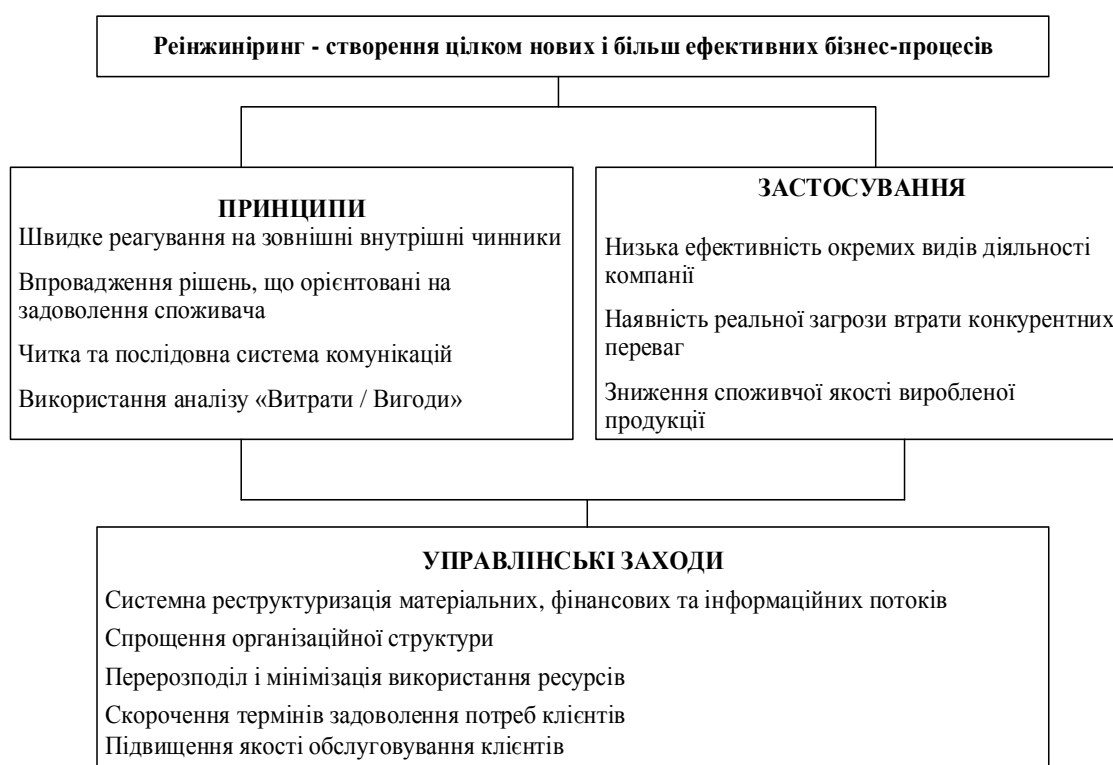 Реінжиніринг - створення цілком нових і більш ефективних бізнес-процесів
ПРИНЦИПИ
Швидке реагування на зовнішні внутрішні чинники
Впровадження рішень, що орієнтовані на
задоволення споживача
Читка та послідовна система комунікацій
Використання аналізу «Витрати / Вигоди»
ЗАСТОСУВАННЯ
Низька ефективність окремих видів діяльності
компанії
Наявність реальної загрози втрати конкурентних
переваг
Зниження споживчої якості виробленої
продукції
УПРАВЛІНСЬКІ ЗАХОДИ
Системна реструктуризація матеріальних, фінансових та інформаційних потоків
Спрощення організаційної структури
Перерозподіл і мінімізація використання ресурсів
Скорочення термінів задоволення потреб клієнтів
Підвищення якості обслуговування клієнтів